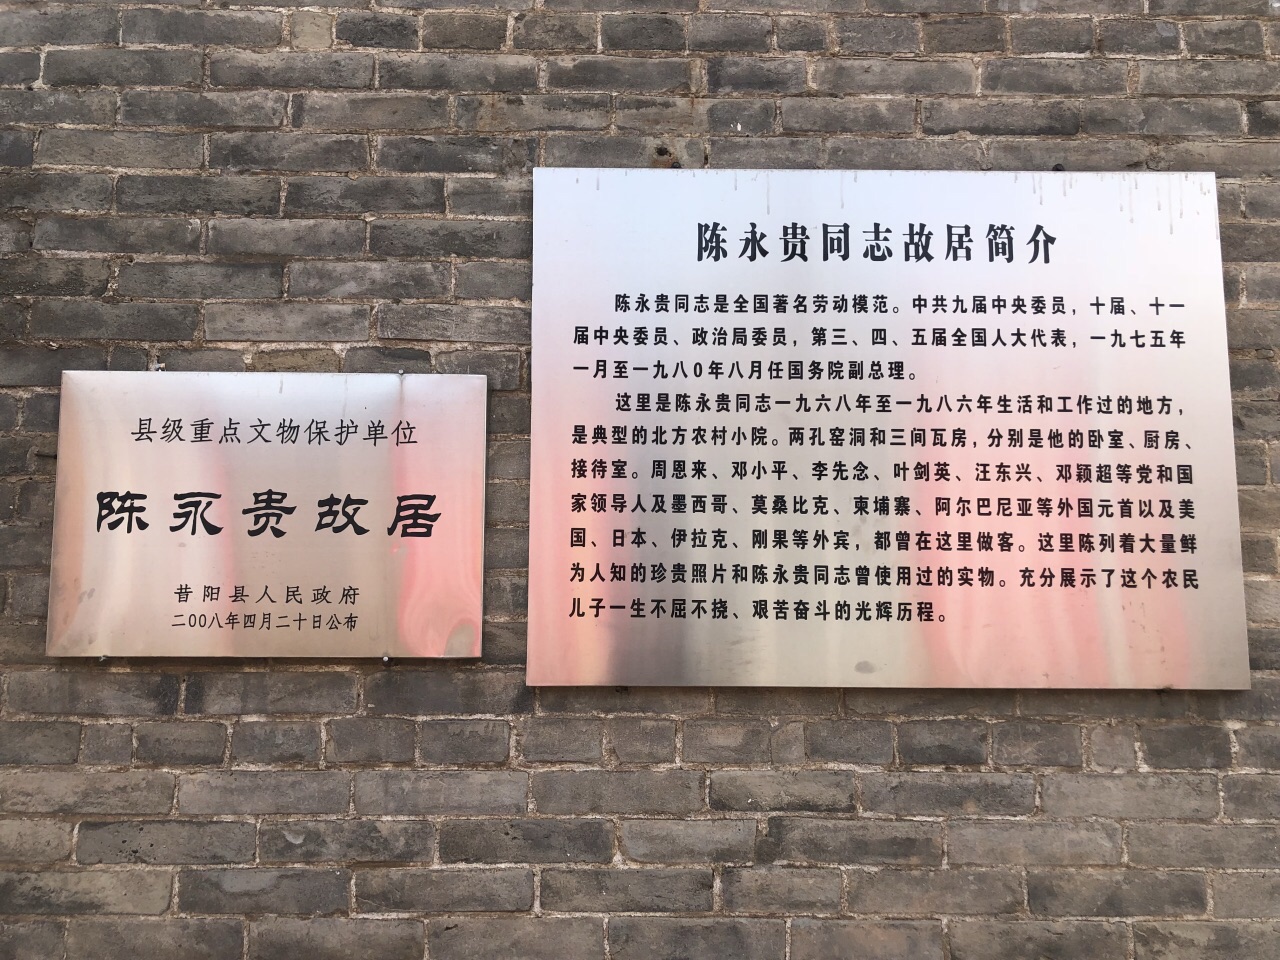 县级重点文物保护单位
陈永贵故居
昔阳县人民政府
二00八年四月二十日公布
陈永贵同志故居简介
陈永贵同志是全国著名劳动模范。中共九届中央委员，十届、十一
届中央委员、政治局委员，第三、四、五届全国人大代表，一九七五年
一月至一九八0年八月任国务院副总理。
这里是陈永贵同志一九六八年至一九八六年生活和工作过的地方，
是典型的北方农村小院。两孔窑洞和三间瓦房，分别是他的卧室、厨房、
接待室。周恩来、邓小平、李先念、叶剑英、汪东兴、邓颖超等党和国
家领导人及墨西哥、莫桑比克、柬埔寨、阿尔巴尼亚等外国元首以及美
国、日本、伊拉克、刚果等外宾，都曾在这里做客。这里陈列着大量鲜
为人知的珍贵照片和陈永贵同志曾使用过的实物。充分展示了这个农民
儿子一生不屈不挠、艰苦奋斗的光辉历程。